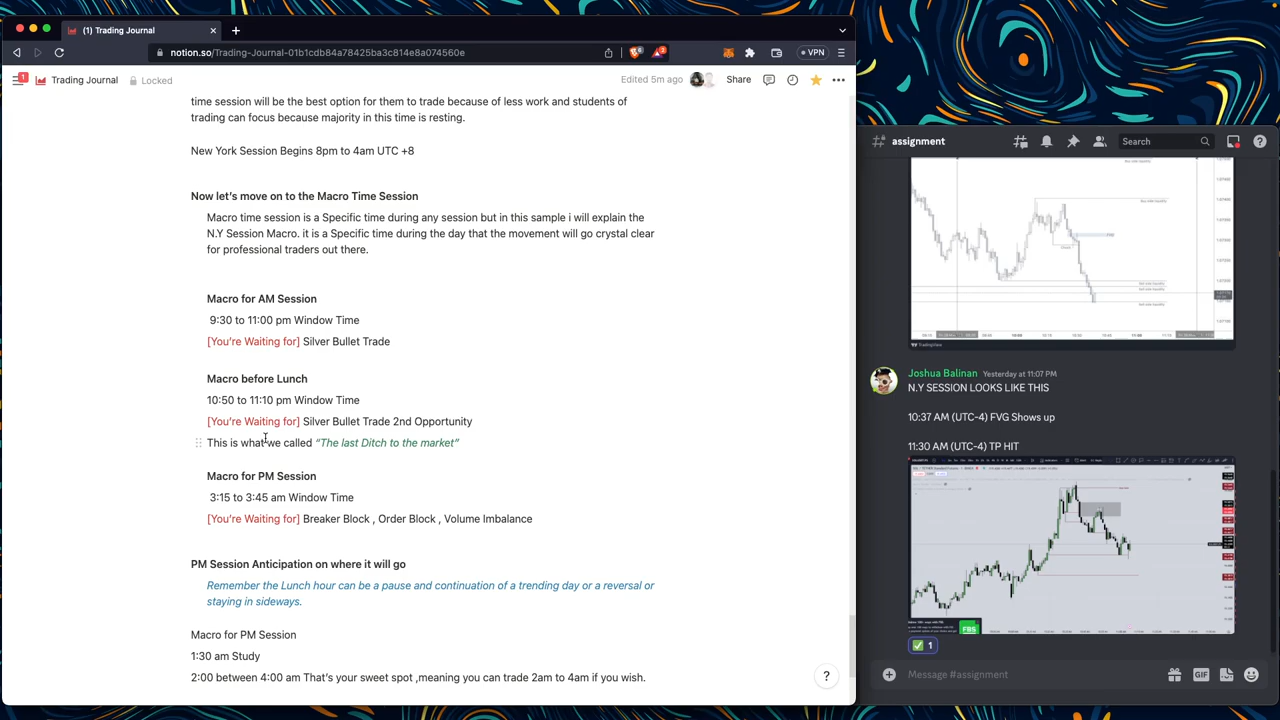 (1) Trading Journal
notion.so/Trading-Journal-01b1cdb84a78425ba3c814e8a074560e
VPN
1
Trading Journal
Locked
Edited 5m ago
Share
time session will be the best option for them to trade because of less work and students of
trading can focus because majority in this time is resting.
New York Session Begins 8pm to 4am UTC +8
Now let's move on to the Macro Time Session
Macro time session is a Specific time during any session but in this sample i will explain the
N.Y Session Macro. it is a Specific time during the day that the movement will go crystal clear
for professional traders out there.
Macro for AM Session
9:30 to 11:00 pm Window Time
[You're Waiting for] Silver Bullet Trade
Macro before Lunch
10:50 to 11:10 pm Window Time
[You're Waiting for] Silver Bullet Trade 2nd Opportunity
This is what we called "The last Ditch to the market"
Macro for PM Session
3:15 to 3:45 am Window Time
[You're Waiting for] Breaker Block , Order Block , Volume Imbalance
PM Session Anticipation on where it will go
Remember the Lunch hour can be a pause and continuation of a trending day or a reversal or
staying in sideways.
Macro for PM Session
1:30 am Study
2:00 between 4:00 am That's your sweet spot ,meaning you can trade 2am to 4am if you wish.
?
assignment
Search
TradingView
Joshua Balinan Yesterday at 11:07 PM
N.Y SESSION LOOKS LIKE THIS
10:37 AM (UTC-4) FVG Shows up
11:30 AM (UTC-4) TP HIT
FBS
1
Message #assignment
GIF